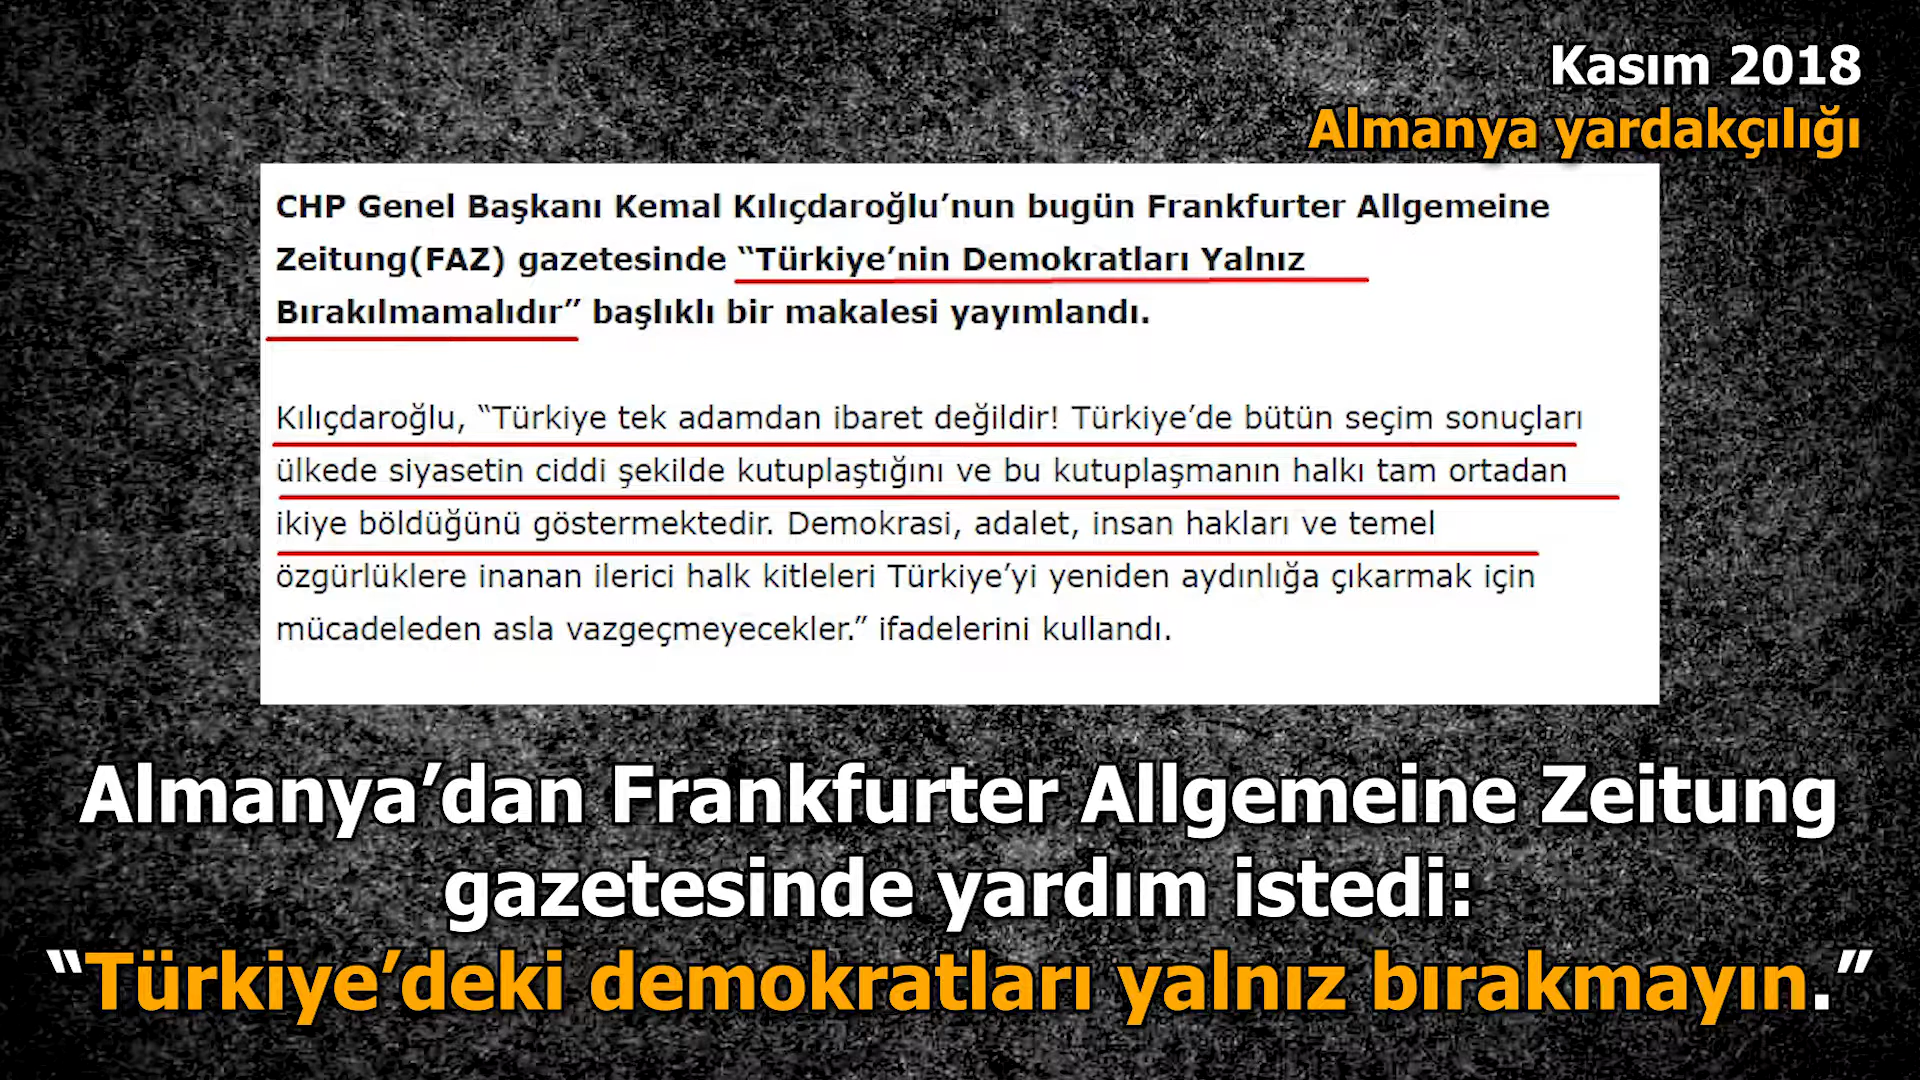 Kasım 2018
Almanya yardakçılığı
CHP Genel Başkanı Kemal Kılıçdaroğlu’nun bugün Frankfurter Allgemeine
Zeitung(FAZ) gazetesinde “Türkiye’nin Demokratları Yalnız
Bırakılmamalıdır” başlıklı bir makalesi yayımlandı.
Kılıçdaroğlu, “Türkiye tek adamdan ibaret değildir! Türkiye’de bütün seçim sonuçları
ülkede siyasetin ciddi şekilde kutuplaştığını ve bu kutuplaşmanın halkı tam ortadan
ikiye böldüğünü göstermektedir. Demokrasi, adalet, insan hakları ve temel
özgürlüklere inanan ilerici halk kitleleri Türkiye’yi yeniden aydınlığa çıkarmak için
mücadeleden asla vazgeçmeyecekler.” ifadelerini kullandı.
Almanya’dan Frankfurter Allgemeine Zeitung
gazetesinde yardım istedi:
“Türkiye’deki demokratları yalnız bırakmayın.”